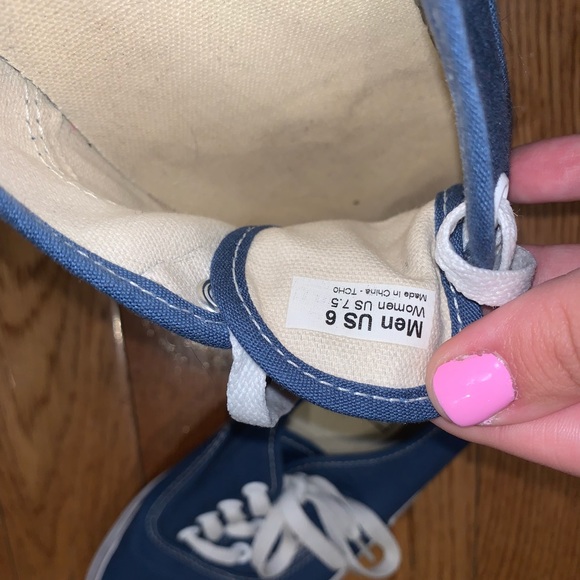 Men US 6
Women US 7.5
Made in China - TCHO